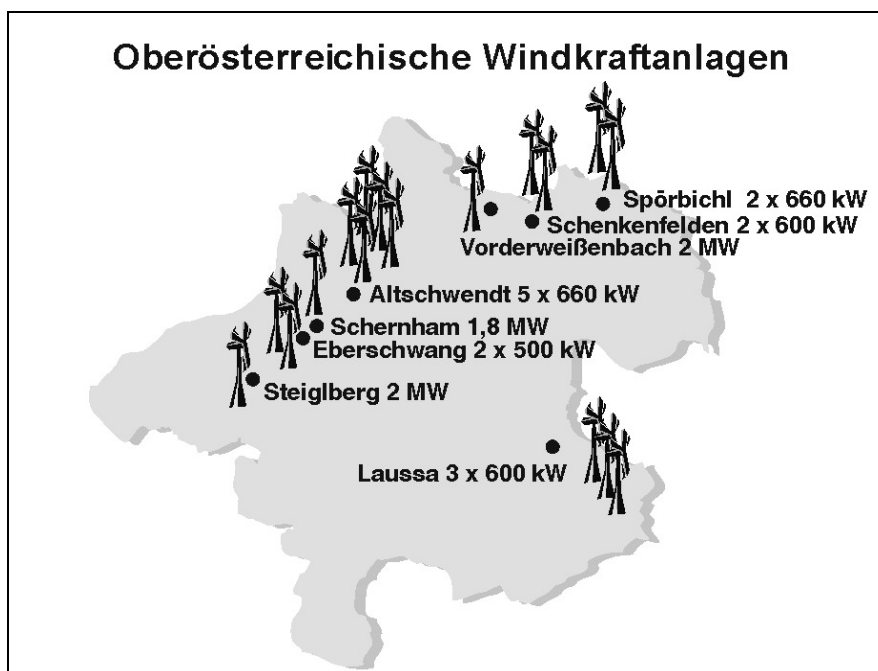 Oberösterreichische Windkraftanlagen
Spörbichl 2 x 660 kW
Schenkenfelden 2 x 600 kW
Vorderweißenbach 2 MW
Altschwendt 5 x 660 kW
Schernham 1,8 MW
Eberschwang 2 x 500 kW
Steiglberg 2 MW
Laussa 3 x 600 kW